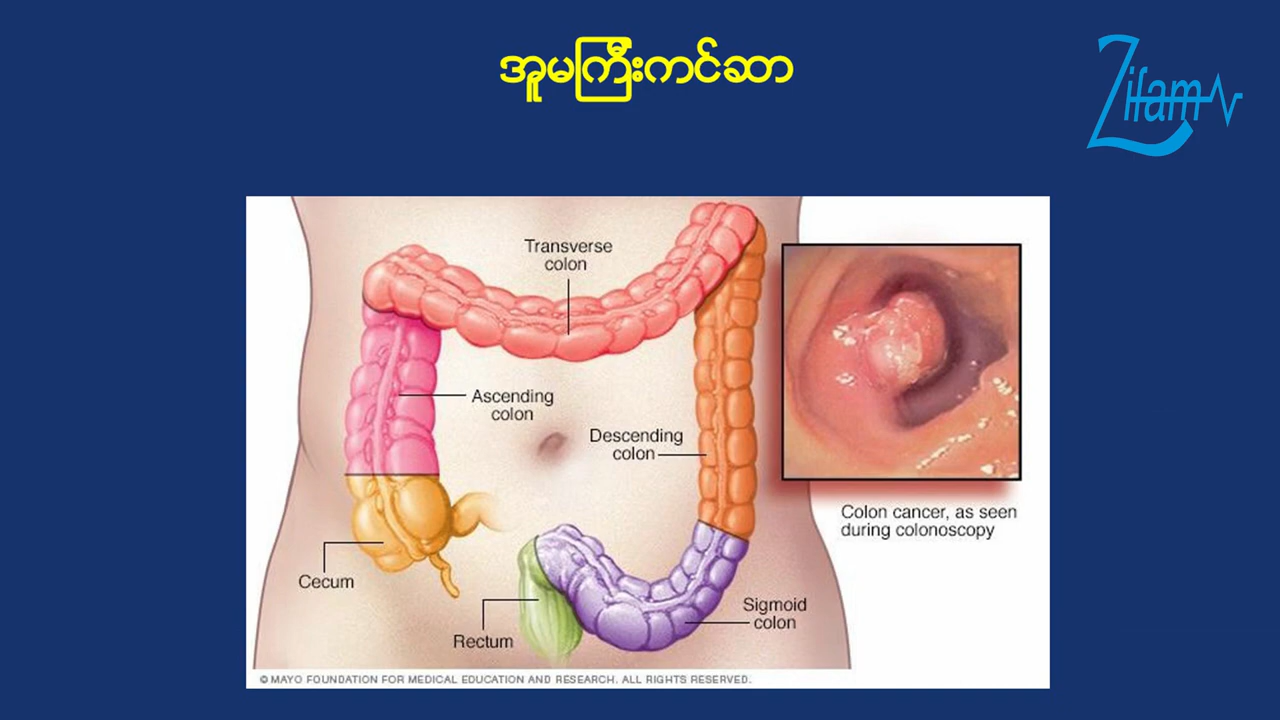 အူမကြီးကင်ဆာ
Zifam
Transverse
colon
Ascending
colon
Descending
colon
Colon cancer, as seen
during colonoscopy
Cecum
Sigmoid
colon
Rectum
© MAYO FOUNDATION FOR MEDICAL EDUCATION AND RESEARCH. ALL RIGHTS RESERVED.